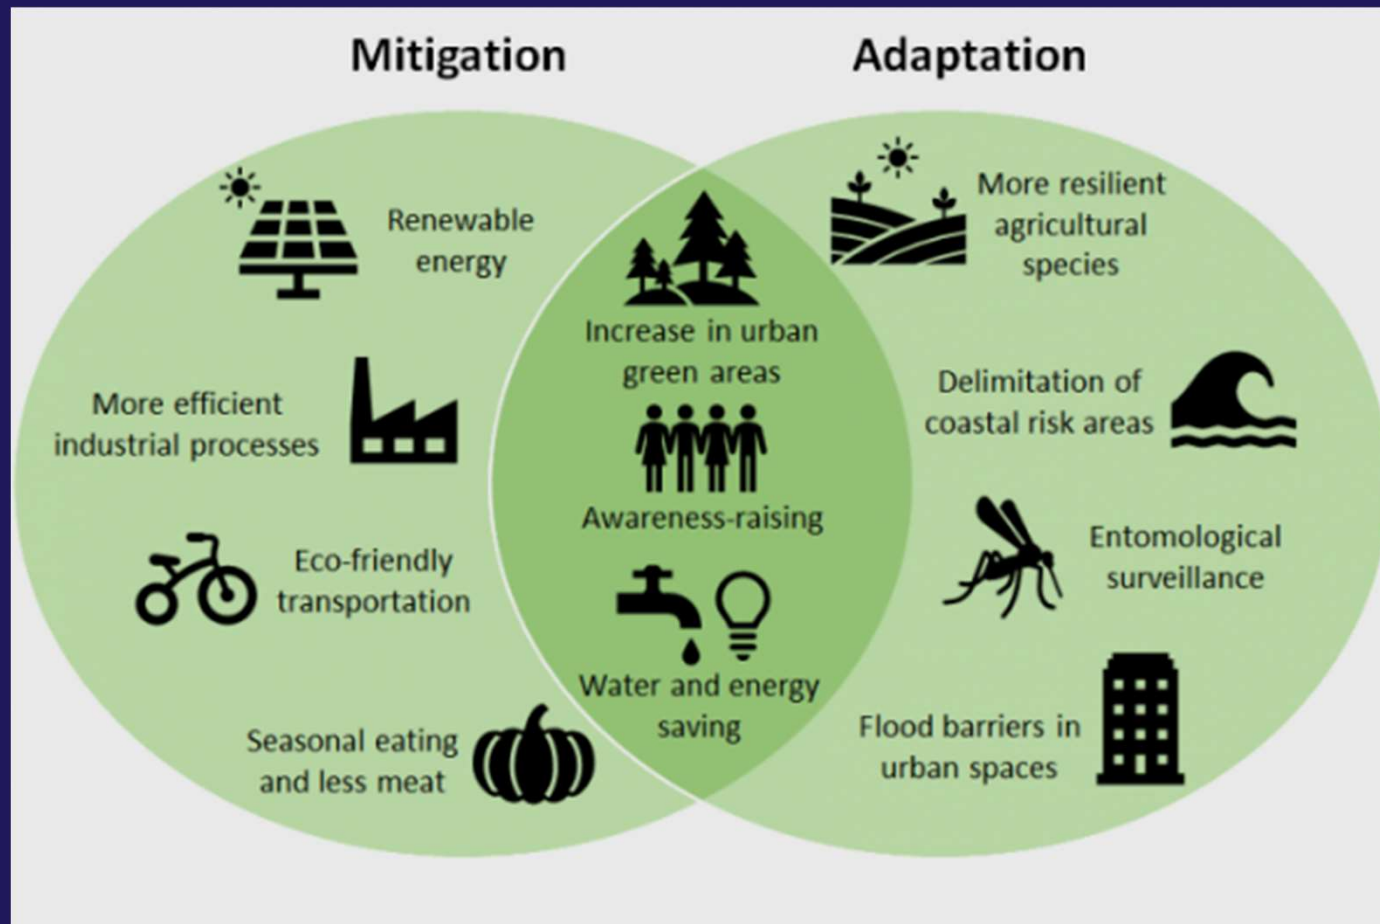 Mitigation
Adaptation
Renewable
energy
More efficient
industrial processes
Eco-friendly
transportation
Seasonal eating
and less meat
Increase in urban
green areas
Awareness-raising
Water and energy
saving
More resilient
agricultural
species
Delimitation of
coastal risk areas
Entomological
surveillance
Flood barriers in
urban spaces